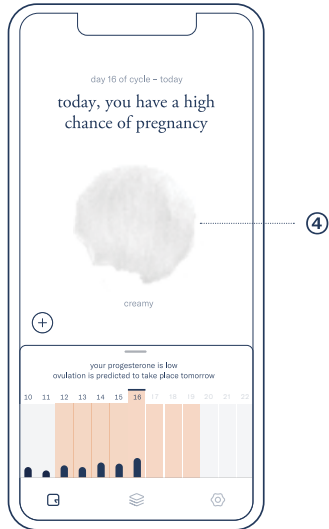 day 16 of cycle – today
today, you have a high
chance of pregnancy
④
creamy
your progesterone is low
ovulation is predicted to take place tomorrow
10 11 12 13 14 15 16 17 18 19 20 21 22